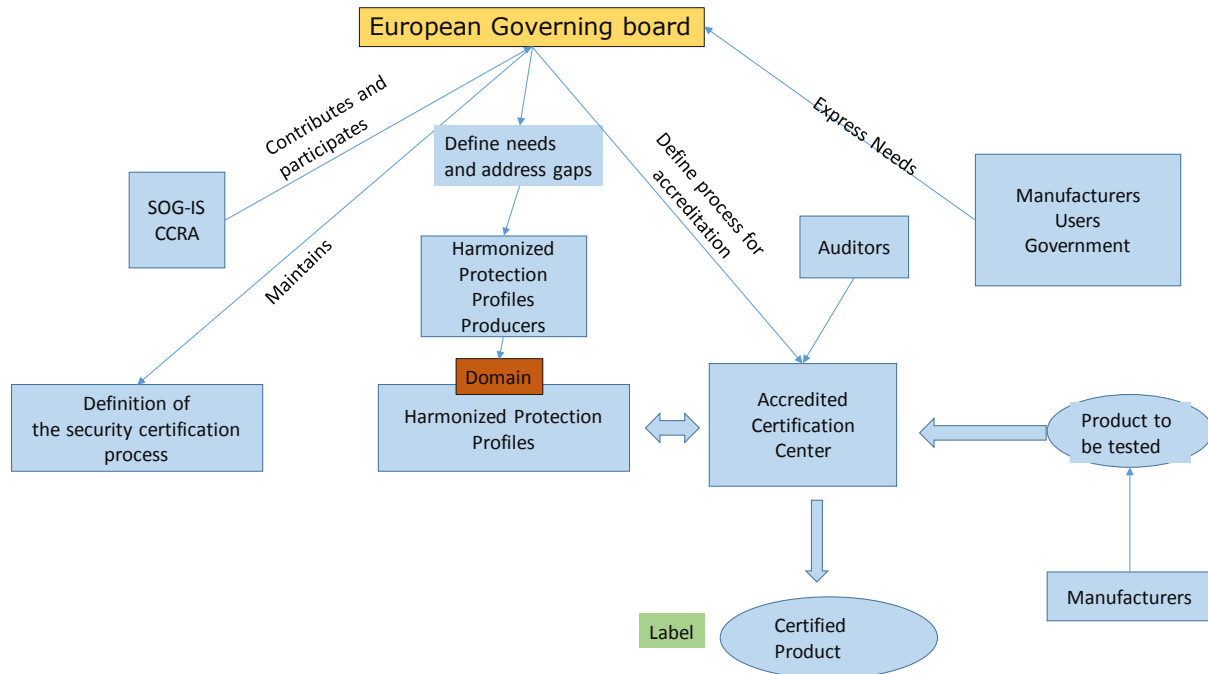 European Governing board
Contributes and
participates
Express Needs
Define needs
and address gaps
Define process for
accreditation
SOG-IS
CCRA
Manufacturers
Users
Government
Auditors
Maintains
Harmonized
Protection
Profiles
Producers
Domain
Definition of
the security certification
process
Harmonized Protection
Profiles
Accredited
Certification
Center
Product to
be tested
Manufacturers
Label
Certified
Product